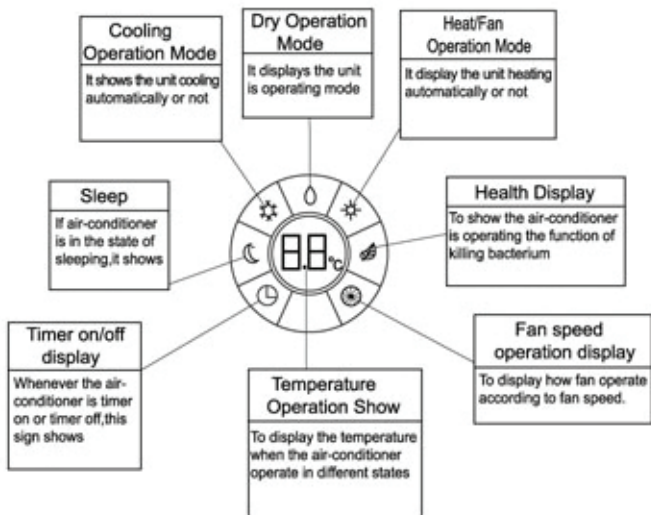 Cooling
Operation Mode
It shows the unit cooling
automatically or not
Dry Operation
Mode
It displays the unit
is operating mode
Heat/Fan
Operation Mode
It display the unit heating
automatically or not
Sleep
If air-conditioner
is in the state of
sleeping,it shows
Health Display
To show the air-conditioner
is operating the function of
killing bacterium
8.8°C
Timer on/off
display
Whenever the air-
conditioner is timer
on or timer off,this
sign shows
Temperature
Operation Show
To display the temperature
when the air-conditioner
operate in different states
Fan speed
operation display
To display how fan operate
according to fan speed.